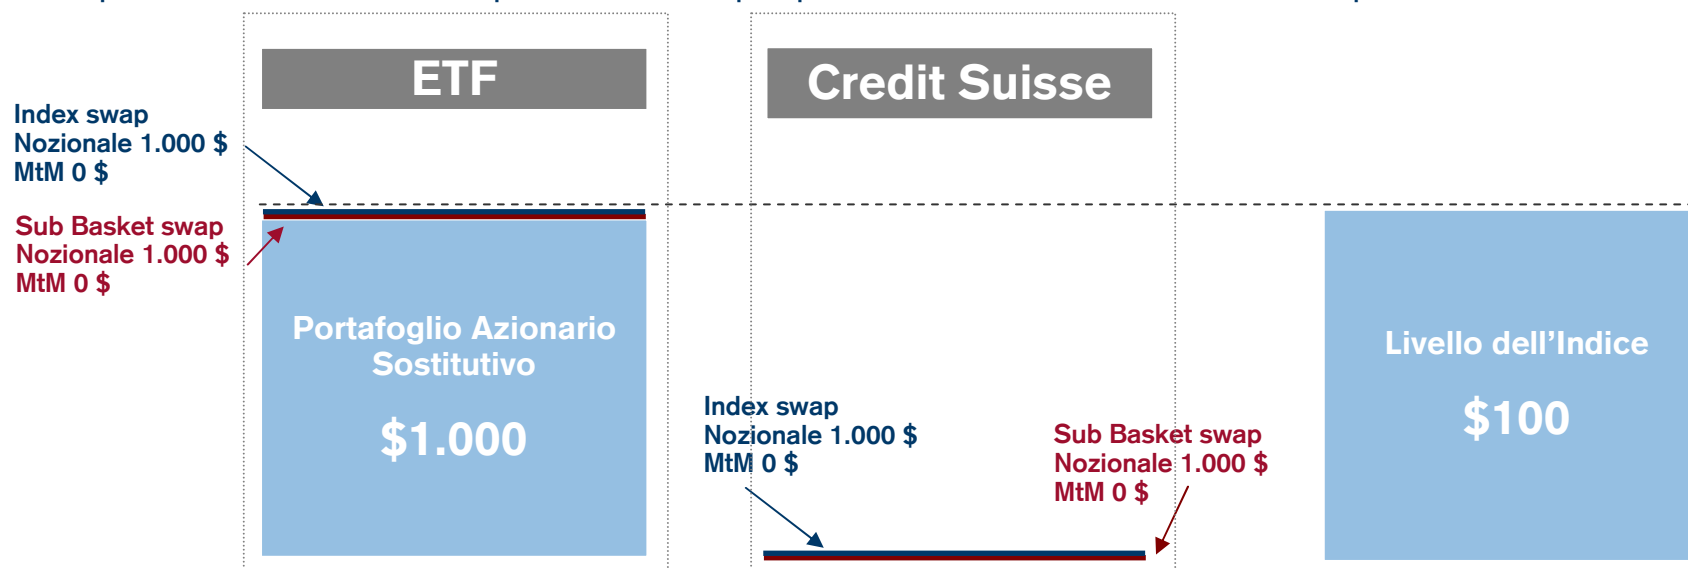 ETF
Credit Suisse
Index swap
Nozionale 1.000 $
MtM 0 $
Sub Basket swap
Nozionale 1.000 $
MtM 0 $
Portafoglio Azionario
Sostitutivo
$1.000
Index swap
Nozionale 1.000 $
MtM 0 $
Sub Basket swap
Nozionale 1.000 $
MtM 0 $
Livello dell'Indice
$100